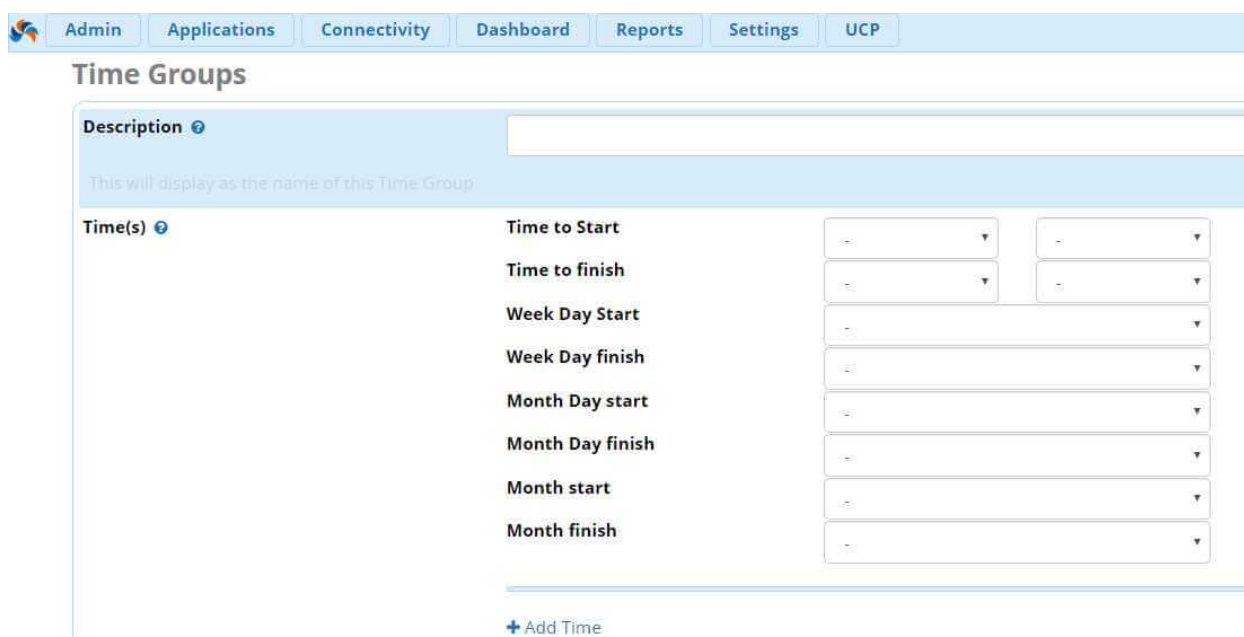 Admin Applications Connectivity Dashboard Reports Settings UCP
Time Groups
Description
This will display as the name of this Time Group
Time(s) Time to Start - -
Time to finish - -
Week Day Start -
Week Day finish -
Month Day start -
Month Day finish -
Month start -
Month finish -
+ Add Time